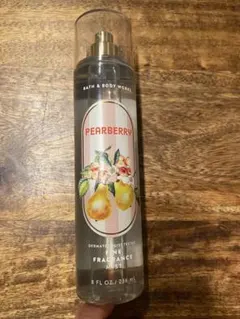 BATH & BODY WORKS
PEARBERRY
FINE
FRAGRANCE
MIST
8 FL OZ / 236 mL